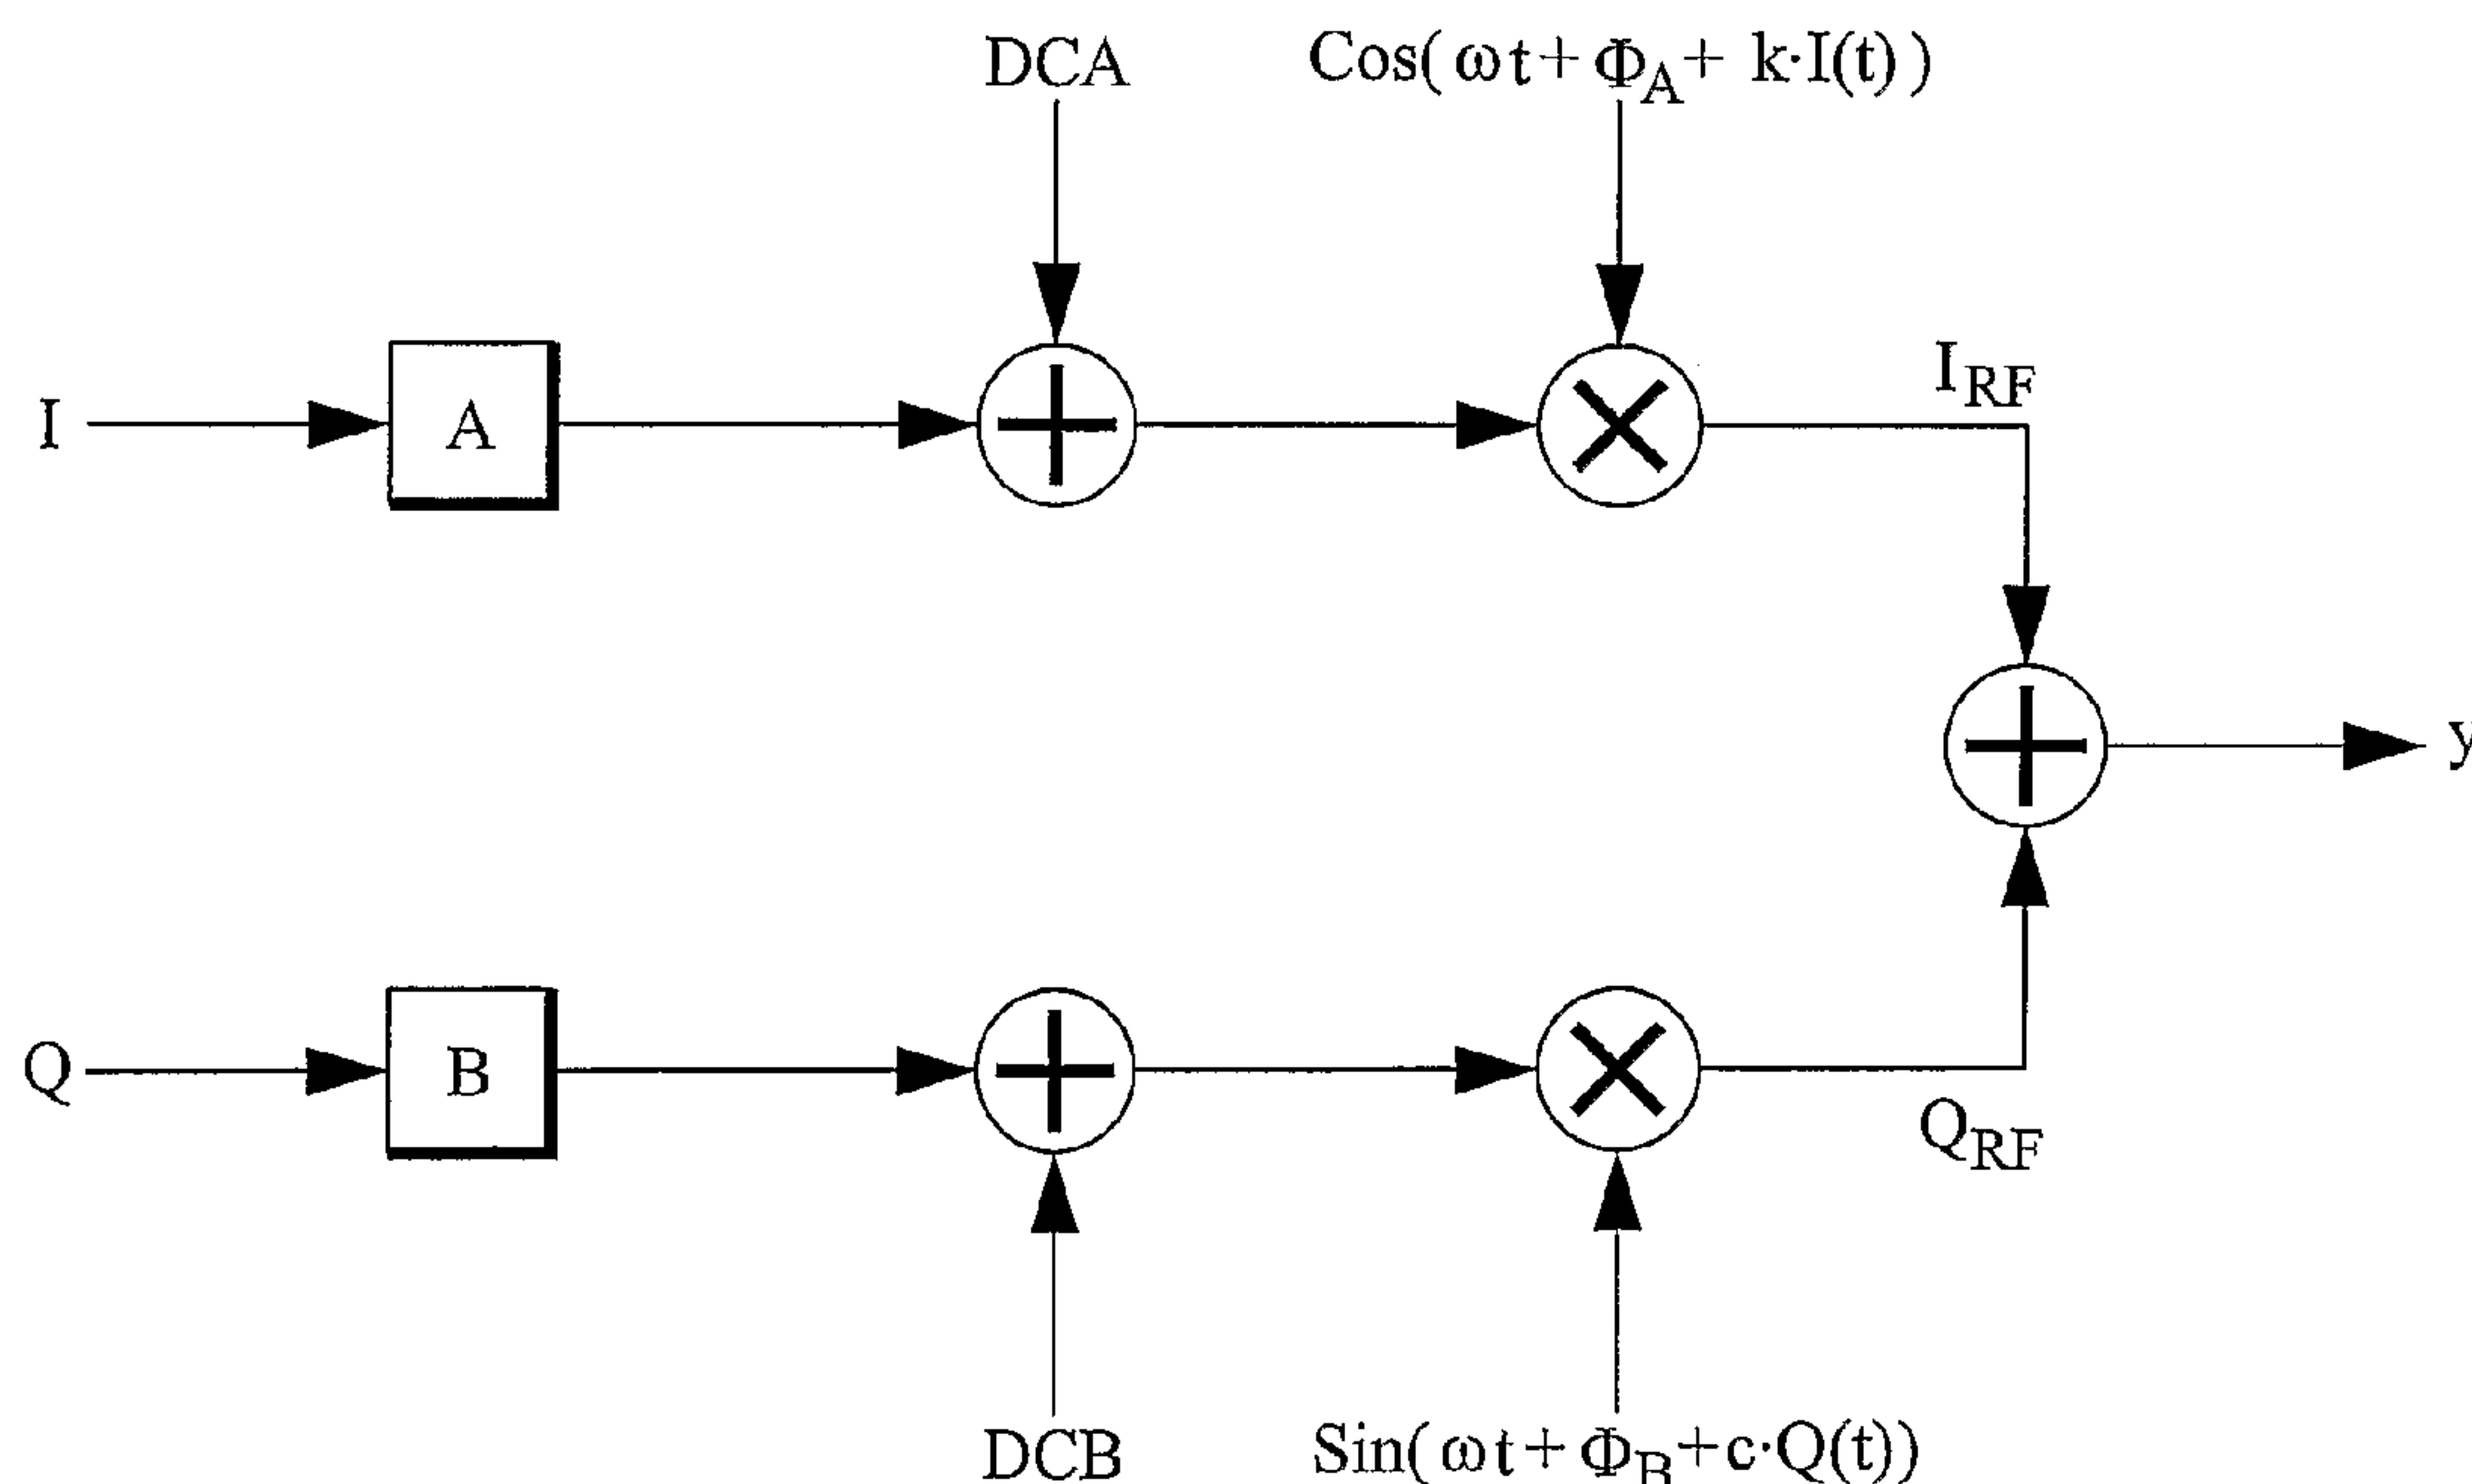 DCA
Cos( ωt + Φ_A + k·I(t) )
I
A
I_RF
y
Q
B
Q_RF
DCB
Sin( ωt + Φ_B +c·Q(t))